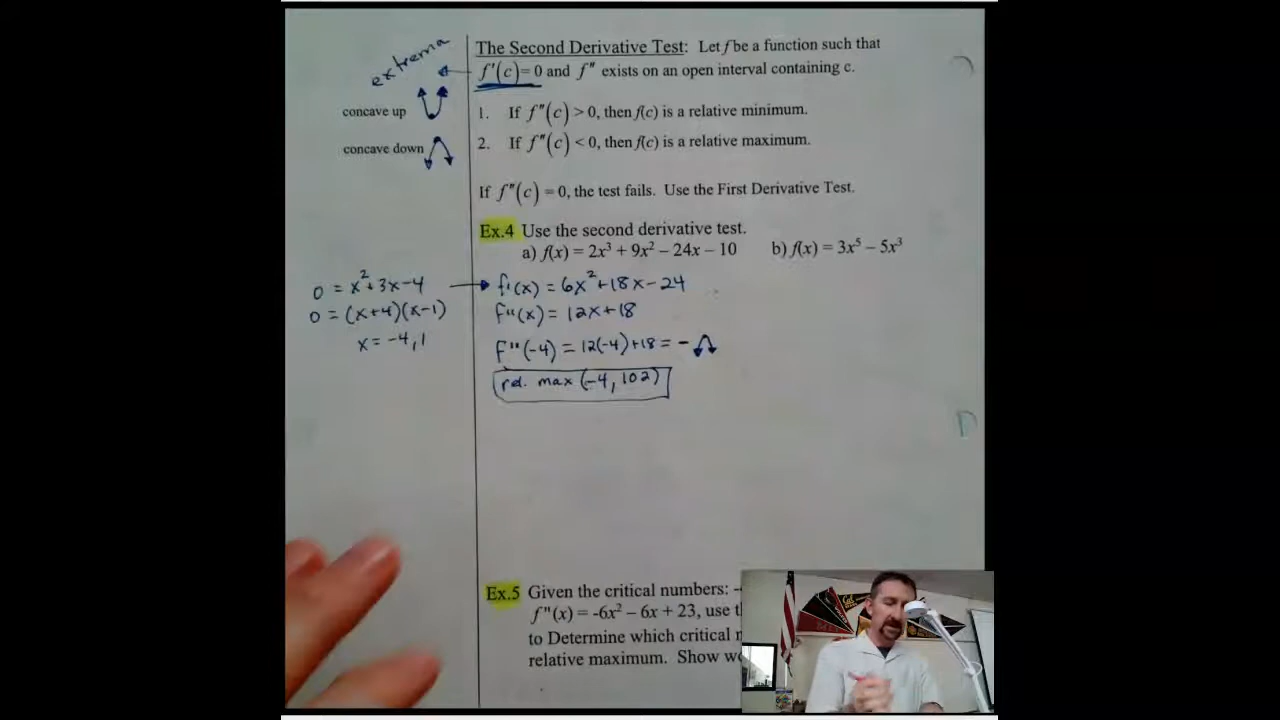 The Second Derivative Test: Let f be a function such that
f'(c) = 0 and f" exists on an open interval containing c.
extrema
concave up
1. If f"(c) > 0, then f(c) is a relative minimum.
concave down
2. If f"(c) < 0, then f(c) is a relative maximum.
If f"(c) = 0, the test fails. Use the First Derivative Test.
Ex.4 Use the second derivative test.
a) f(x) = 2x³ + 9x² – 24x – 10 b) f(x) = 3x⁵ – 5x³
0 = x²+3x-4
0 = (x+4)(x-1)
x = -4, 1
f'(x) = 6x²+18x-24
f"(x) = 12x+18
f"(-4) = 12(-4)+18 = -
rel. max (-4, 102)
D
Ex.5 Given the critical numbers: -
f"(x) = -6x² – 6x + 23, use
to Determine which critical
relative maximum. Show